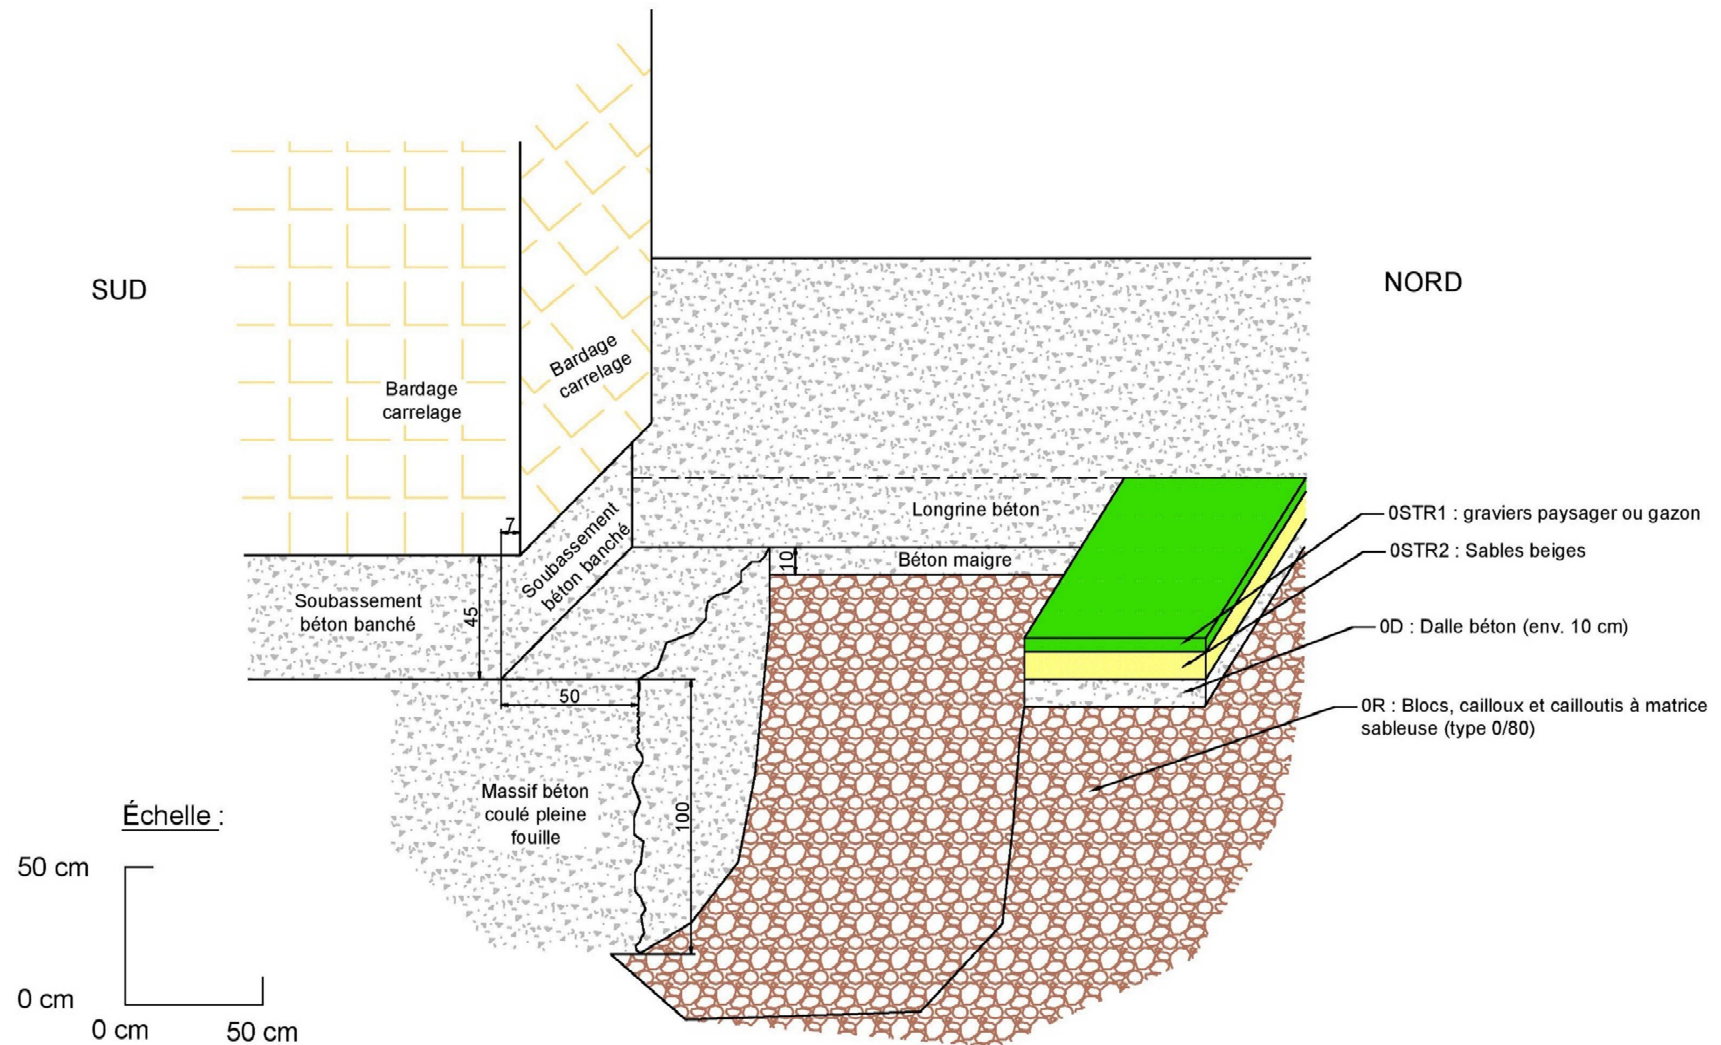 SUD
NORD
Bardage
carrelage
Bardage
carrelage
7
Soubassement
béton banché
45
Soubassement
béton banché
Longrine béton
10
Béton maigre
50
100
Massif béton
coulé pleine
fouille
0STR1 : graviers paysager ou gazon
0STR2 : Sables beiges
0D : Dalle béton (env. 10 cm)
0R : Blocs, cailloux et cailloutis à matrice
sableuse (type 0/80)
Échelle :
50 cm
0 cm
0 cm
50 cm